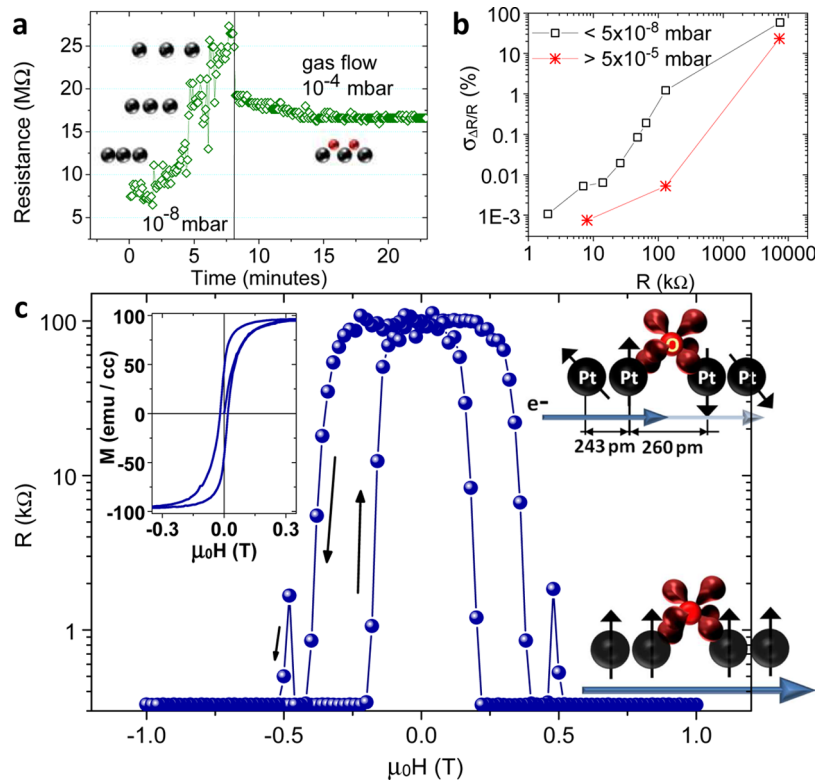 a
Resistance (MΩ)
25
20
15
10
5
gas flow
10⁻⁴ mbar
10⁻⁸ mbar
0 5 10 15 20
Time (minutes)
b
σΔR/R (%)
100
10
1
0.1
0.01
1E-3
< 5x10⁻⁸ mbar
> 5x10⁻⁵ mbar
1 10 100 1000 10000
R (kΩ)
c
R (kΩ)
100
10
1
M (emu / cc)
100
50
0
-50
-100
-0.3 0.0 0.3
μ₀H (T)
O
Pt Pt Pt Pt
e-
243 pm 260 pm
-1.0 -0.5 0.0 0.5 1.0
μ₀H (T)